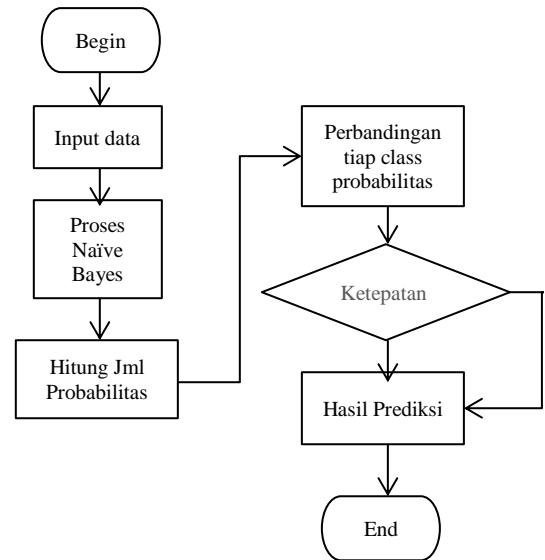 Begin
Input data
Proses
Naïve
Bayes
Hitung Jml
Probabilitas
Perbandingan
tiap class
probabilitas
Ketepatan
Hasil Prediksi
End